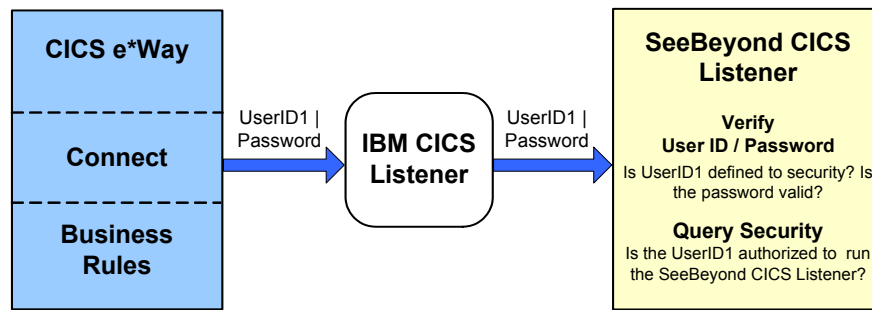 CICS e*Way
Connect
Business
Rules
UserID1 |
Password
IBM CICS
Listener
UserID1 |
Password
SeeBeyond CICS
Listener
Verify
User ID / Password
Is UserID1 defined to security? Is
the password valid?
Query Security
Is the UserID1 authorized to run
the SeeBeyond CICS Listener?